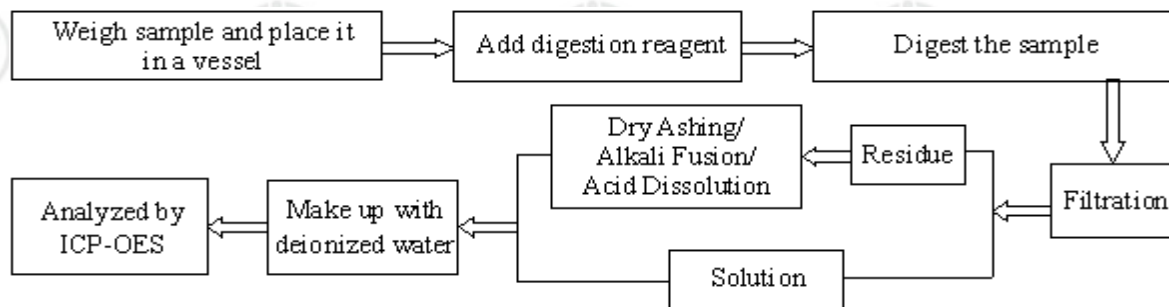 Weigh sample and place it
in a vessel
Add digestion reagent
Digest the sample
Filtration
Residue
Dry Ashing/
Alkali Fusion/
Acid Dissolution
Solution
Make up with
deionized water
Analyzed by
ICP-OES